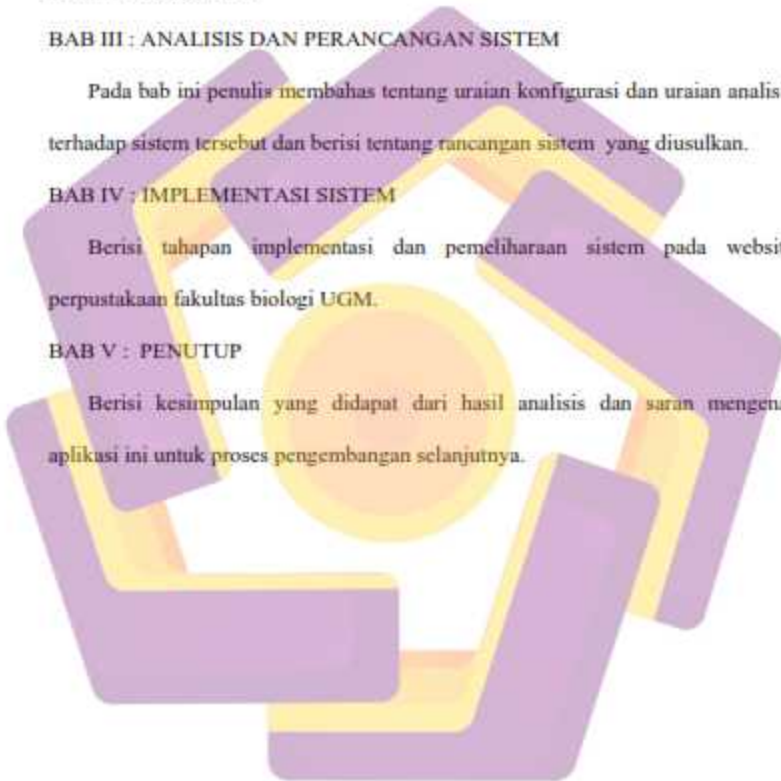 BAB III : ANALISIS DAN PERANCANGAN SISTEM
Pada bab ini penulis membahas tentang uraian konfigurasi dan uraian analis
terhadap sistem tersebut dan berisi tentang rancangan sistem yang diusulkan.
BAB IV : IMPLEMENTASI SISTEM
Berisi tahapan implementasi dan pemeliharaan sistem pada websit
perpustakaan fakultas biologi UGM.
BAB V : PENUTUP
Berisi kesimpulan yang didapat dari hasil analisis dan saran mengena
aplikasi ini untuk proses pengembangan selanjutnya.